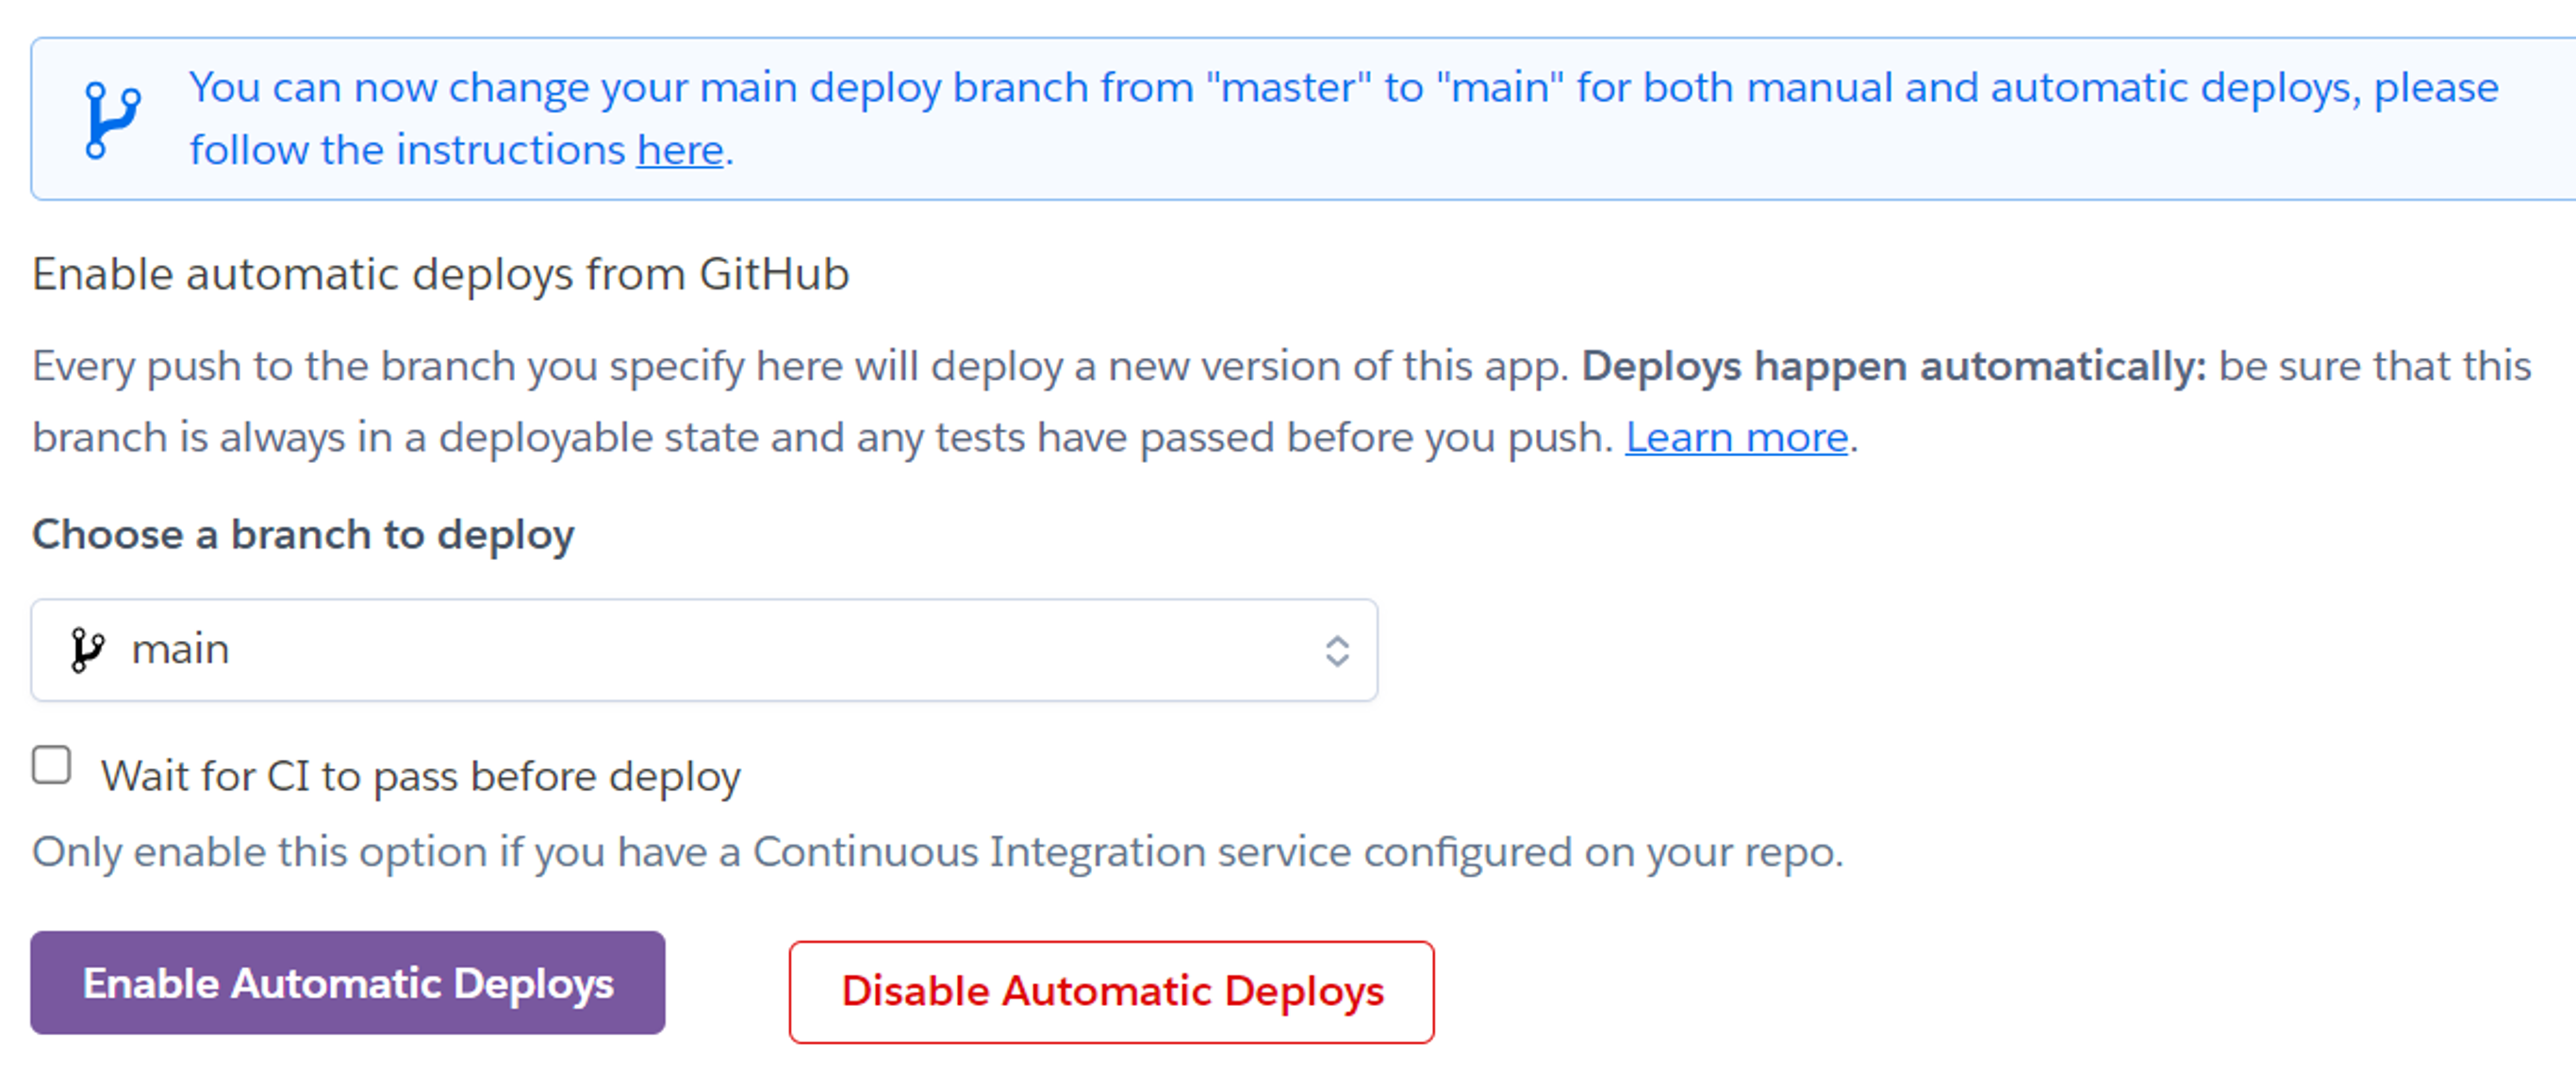 You can now change your main deploy branch from "master" to "main" for both manual and automatic deploys, please
follow the instructions here.
Enable automatic deploys from GitHub
Every push to the branch you specify here will deploy a new version of this app. Deploys happen automatically: be sure that this
branch is always in a deployable state and any tests have passed before you push. Learn more.
Choose a branch to deploy
main
Wait for CI to pass before deploy
Only enable this option if you have a Continuous Integration service configured on your repo.
Enable Automatic Deploys
Disable Automatic Deploys